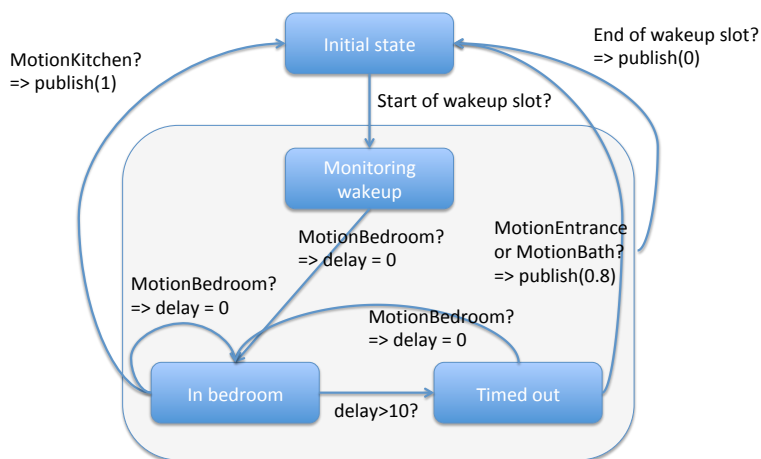 Initial state
End of wakeup slot?
=> publish(0)
MotionKitchen?
=> publish(1)
Start of wakeup slot?
Monitoring
wakeup
MotionEntrance
or MotionBath?
=> publish(0.8)
MotionBedroom?
=> delay = 0
MotionBedroom?
=> delay = 0
MotionBedroom?
=> delay = 0
In bedroom
delay>10?
Timed out